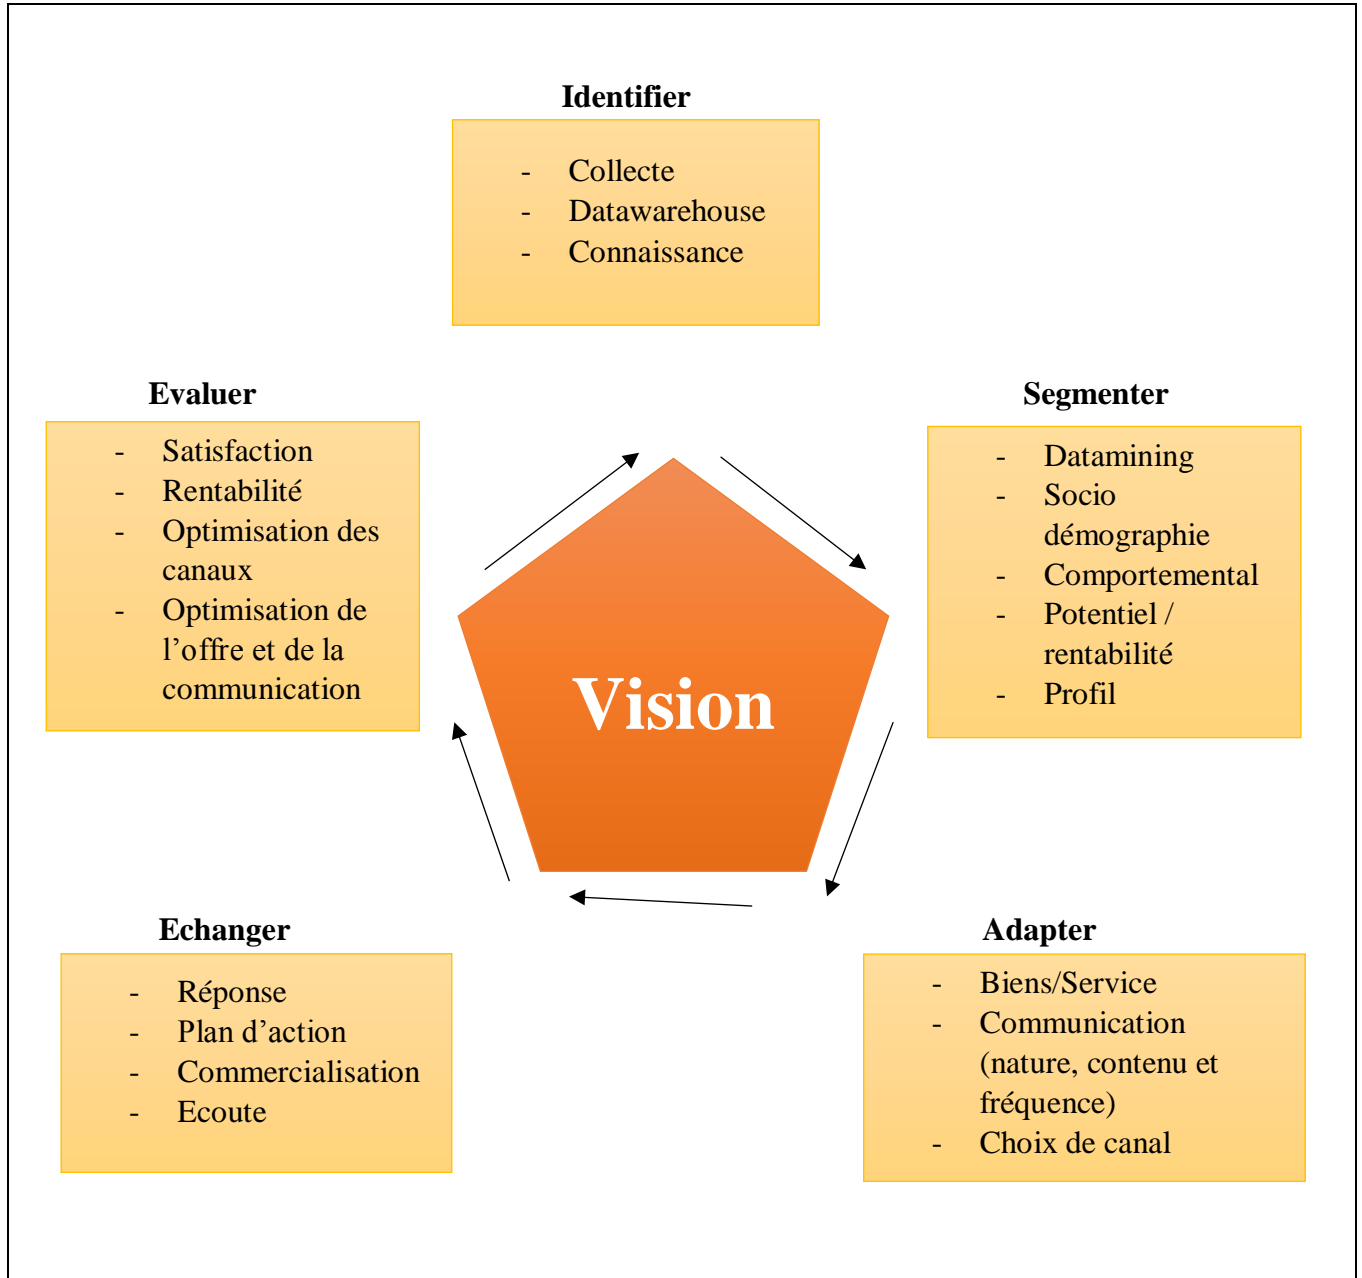 Identifier
- Collecte
- Datawarehouse
- Connaissance
Evaluer
- Satisfaction
- Rentabilité
- Optimisation des
canaux
- Optimisation de
l’offre et de la
communication
Segmenter
- Datamining
- Socio
démographie
- Comportemental
- Potentiel /
rentabilité
- Profil
Vision
Echanger
- Réponse
- Plan d’action
- Commercialisation
- Ecoute
Adapter
- Biens/Service
- Communication
(nature, contenu et
fréquence)
- Choix de canal